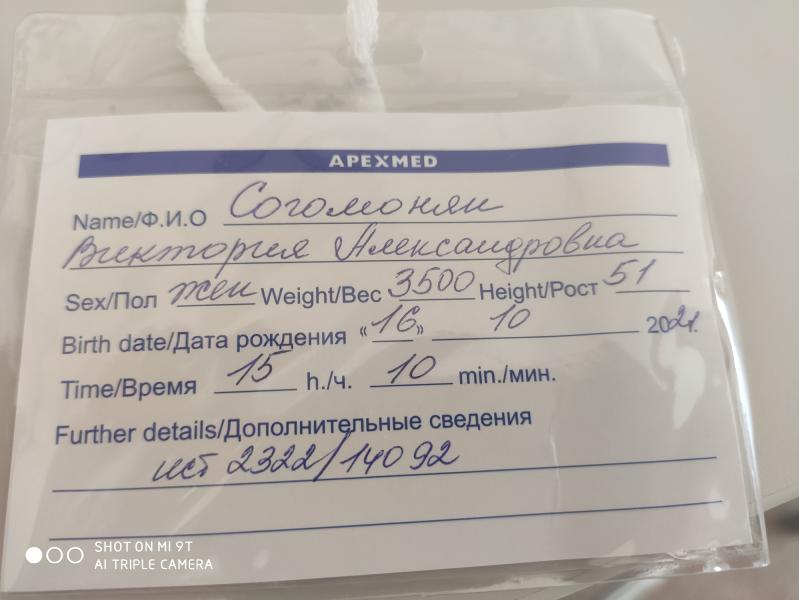 APEXMED
Name/Ф.И.О Согомонян
Виктория Александровна
Sex/Пол жен Weight/Вес 3500 Height/Рост 51
Birth date/Дата рождения «16» 10 2021.
Time/Время 15 h./ч. 10 min./мин.
Further details/Дополнительные сведения
ист 2322/14092
SHOT ON MI 9T
AI TRIPLE CAMERA